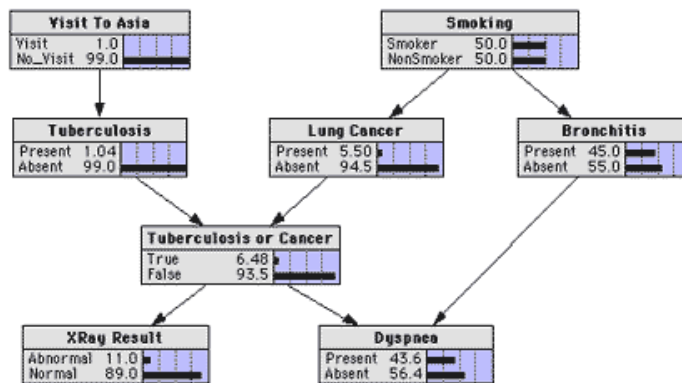 Visit To Asia
Visit 1.0
No_Visit 99.0
Smoking
Smoker 50.0
NonSmoker 50.0
Tuberculosis
Present 1.04
Absent 99.0
Lung Cancer
Present 5.50
Absent 94.5
Bronchitis
Present 45.0
Absent 55.0
Tuberculosis or Cancer
True 6.48
False 93.5
XRay Result
Abnormal 11.0
Normal 89.0
Dyspnea
Present 43.6
Absent 56.4